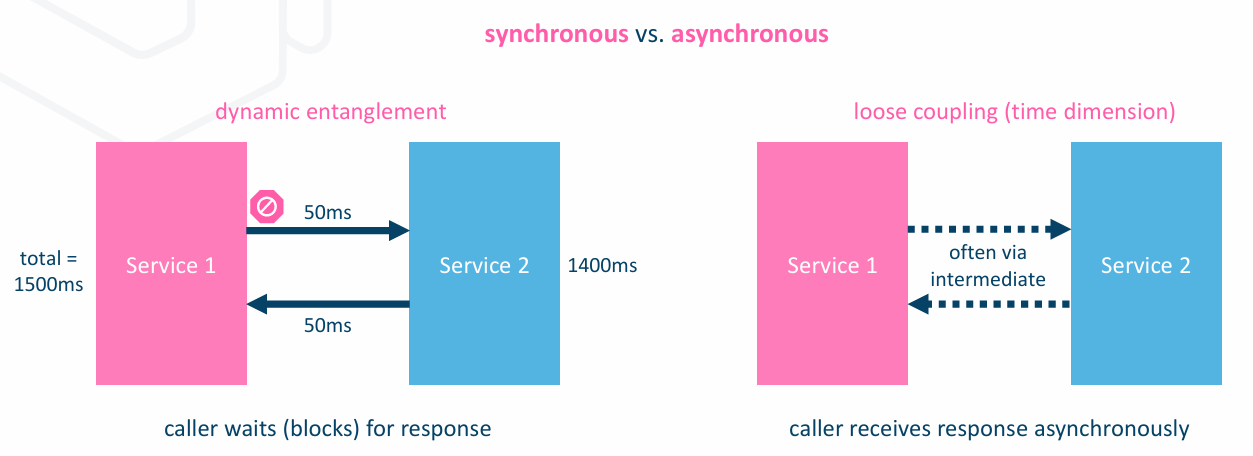 synchronous vs. asynchronous
dynamic entanglement
50ms
total =
1500ms
Service 1
Service 2
1400ms
50ms
caller waits (blocks) for response
loose coupling (time dimension)
Service 1
often via
intermediate
Service 2
caller receives response asynchronously